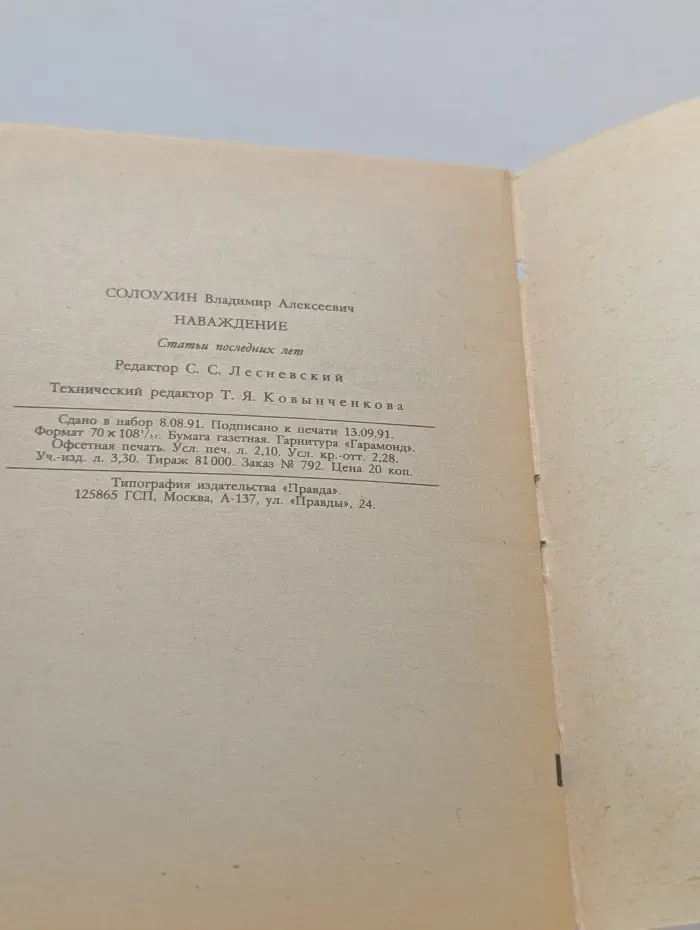 СОЛОУХИН Владимир Алексеевич
НАВАЖДЕНИЕ
Статьи последних лет
Редактор С. С. Лесневский
Технический редактор Т. Я. Ковынченкова
Сдано в набор 8.08.91. Подписано к печати 13.09.91.
Формат 70×108¹/₃₂. Бумага газетная. Гарнитура «Гарамонд».
Офсетная печать. Усл. печ. л. 2,10. Усл. кр.-отт. 2,28.
Уч.-изд. л. 3,30. Тираж 81 000. Заказ № 792. Цена 20 коп.
Типография издательства «Правда».
125865 ГСП, Москва, А-137, ул. «Правды», 24.